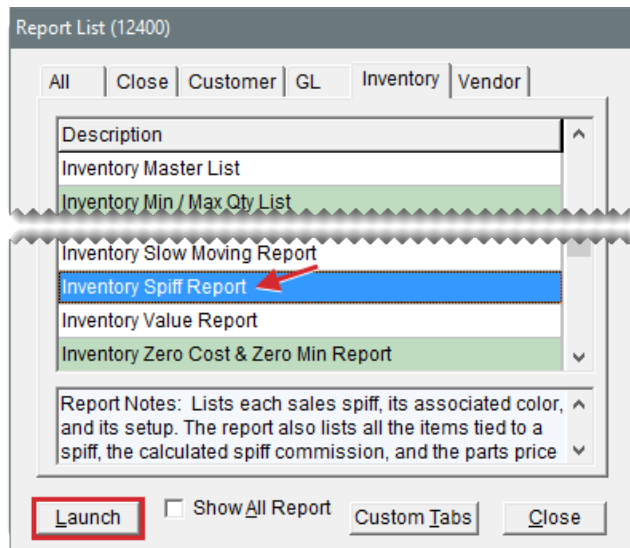 Report List (12400)
All Close Customer GL Inventory Vendor
Description
Inventory Master List
Inventory Min / Max Qty List
Inventory Slow Moving Report
Inventory Spiff Report
Inventory Value Report
Inventory Zero Cost & Zero Min Report
Report Notes: Lists each sales spiff, its associated color,
and its setup. The report also lists all the items tied to a
spiff, the calculated spiff commission, and the parts price
Launch Show All Report Custom Tabs Close